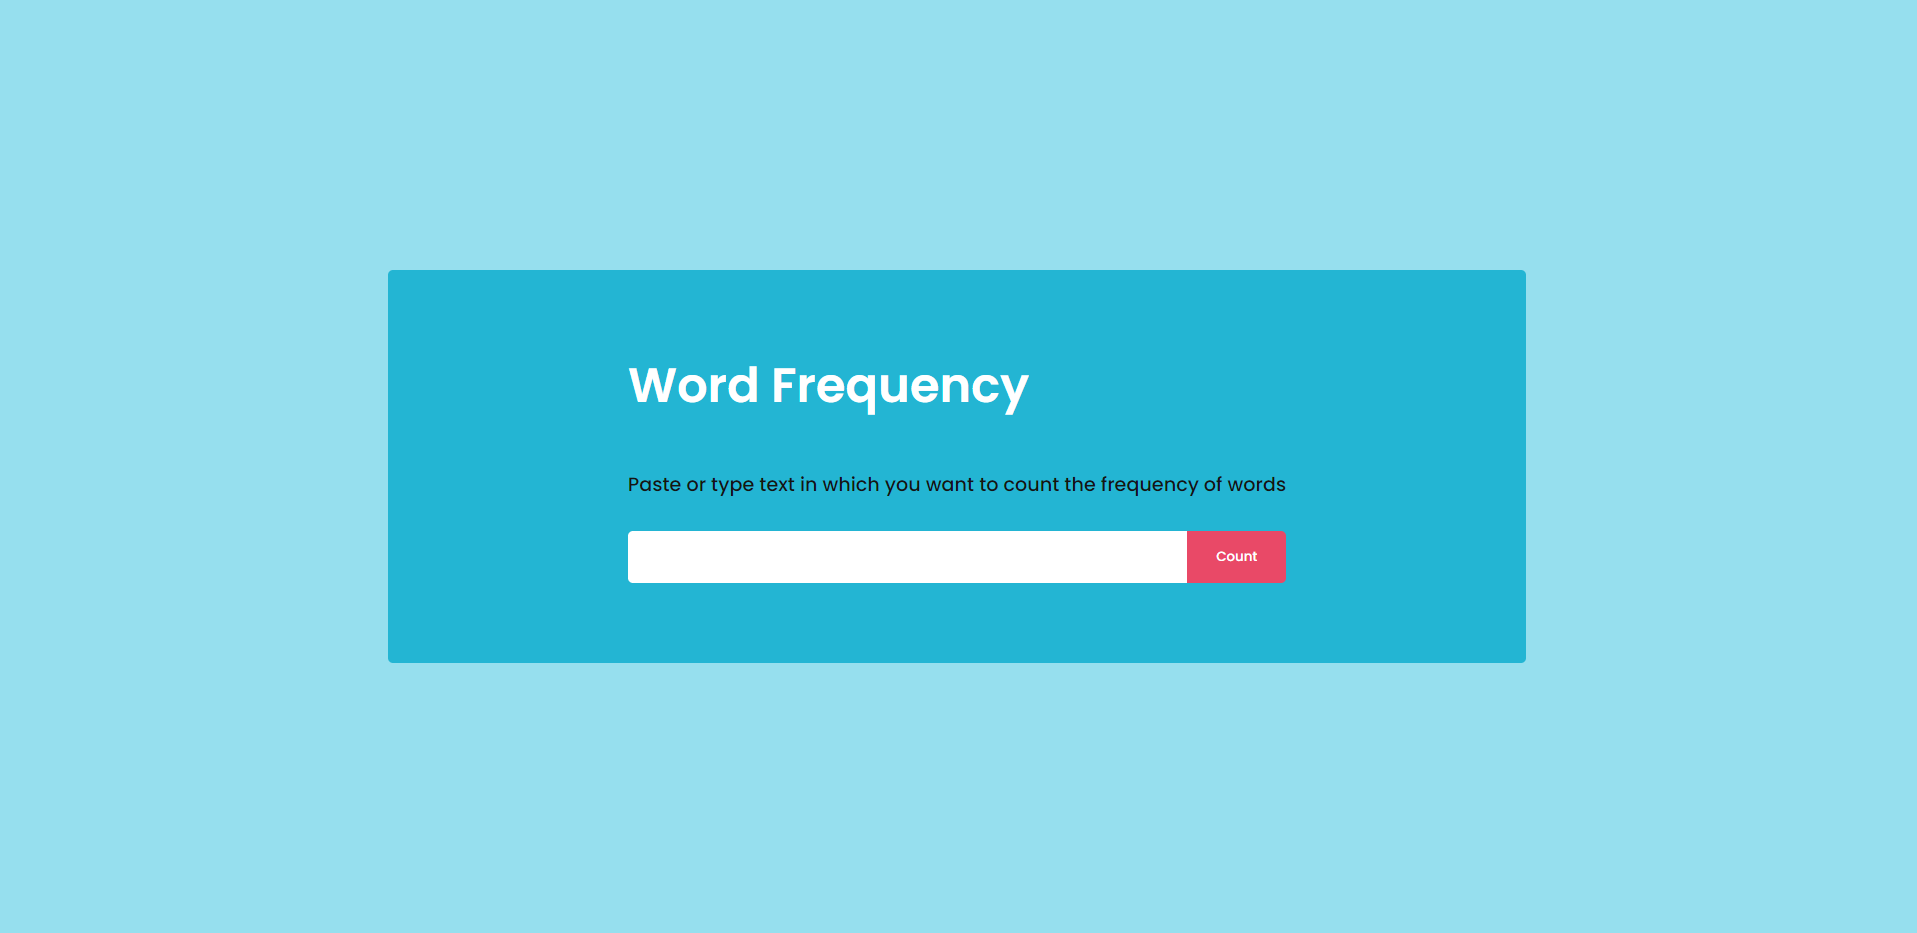 Word Frequency
Paste or type text in which you want to count the frequency of words
Count